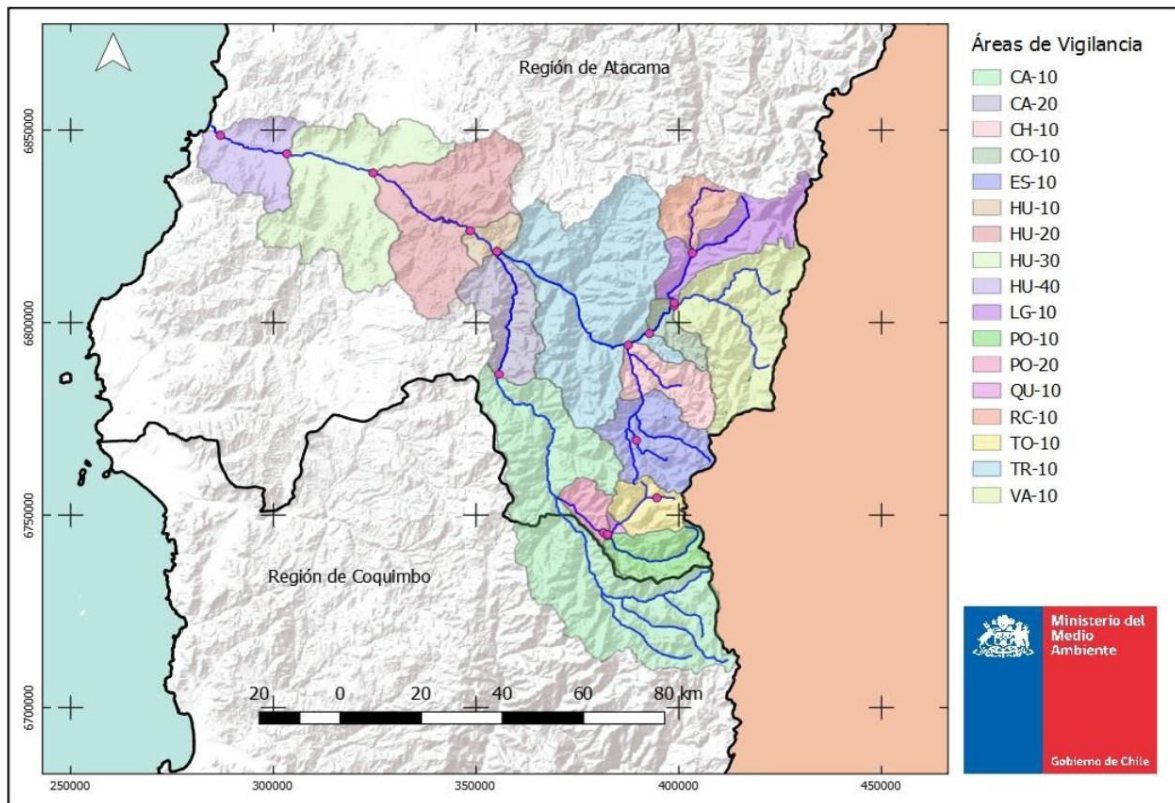 Áreas de Vigilancia
CA-10
CA-20
CH-10
CO-10
ES-10
HU-10
HU-20
HU-30
HU-40
LG-10
PO-10
PO-20
QU-10
RC-10
TO-10
TR-10
VA-10
Región de Atacama
Región de Coquimbo
6850000
6800000
6750000
6700000
20 0 20 40 60 80 km
250000 300000 350000 400000 450000
Ministerio del
Medio
Ambiente
Gobierno de Chile